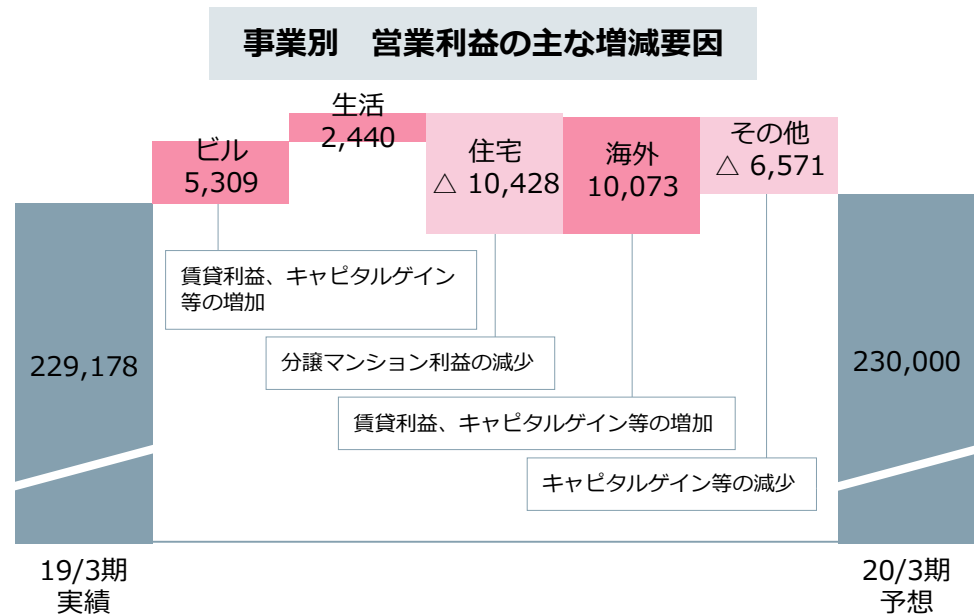 事業別　営業利益の主な増減要因
ビル
5,309
生活
2,440
住宅
△ 10,428
海外
10,073
その他
△ 6,571
賃貸利益、キャピタルゲイン
等の増加
分譲マンション利益の減少
賃貸利益、キャピタルゲイン等の増加
キャピタルゲイン等の減少
229,178
230,000
19/3期
実績
20/3期
予想